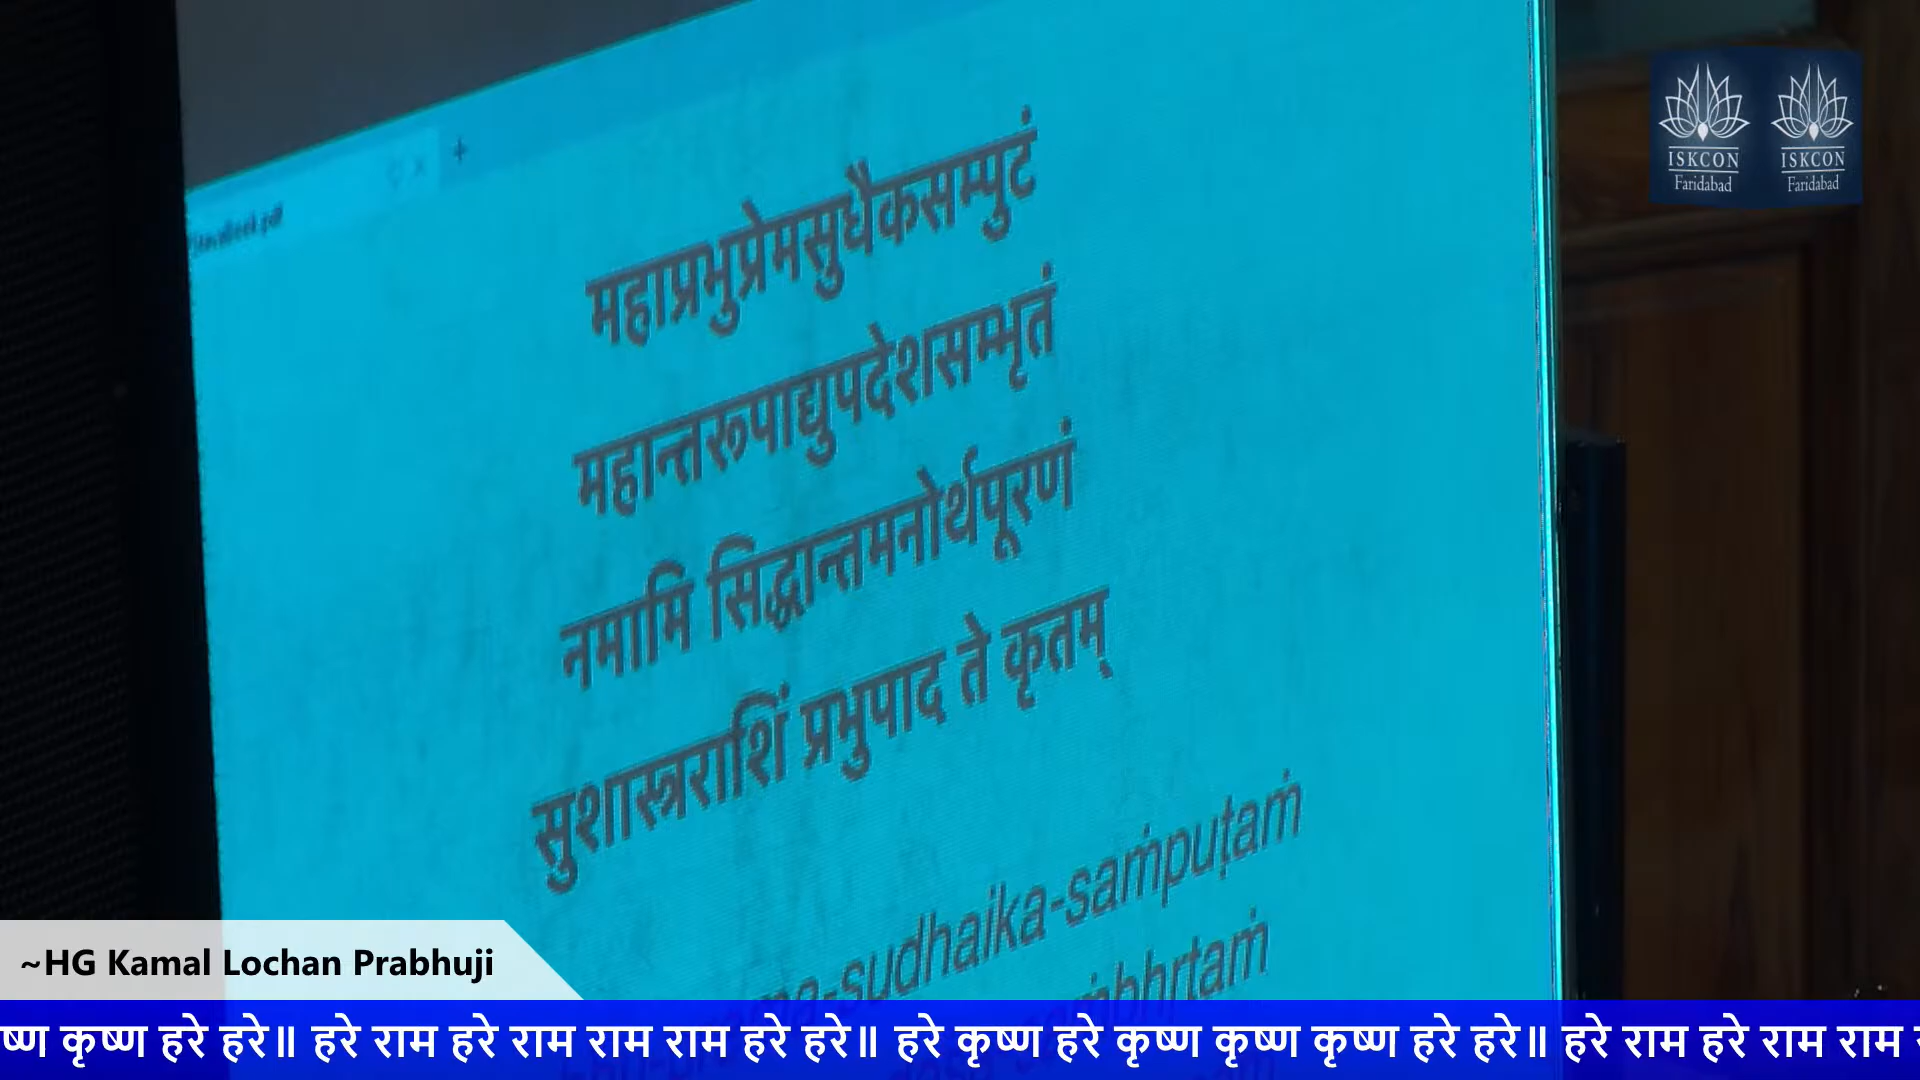 ISKCON ISKCON
Faridabad Faridabad
महाप्रभुप्रेमसुधैकसम्पुटं
महान्तरूपाद्युपदेशसम्भृतं
नमामि सिद्धान्तमनोर्थपूरणं
सुशास्त्रराशिं प्रभुपाद ते कृतम्
-sudhaika-saṁpuṭaṁ
~HG Kamal Lochan Prabhuji
ष्ण कृष्ण हरे हरे॥ हरे राम हरे राम राम राम हरे हरे॥ हरे कृष्ण हरे कृष्ण कृष्ण कृष्ण हरे हरे॥ हरे राम हरे राम राम